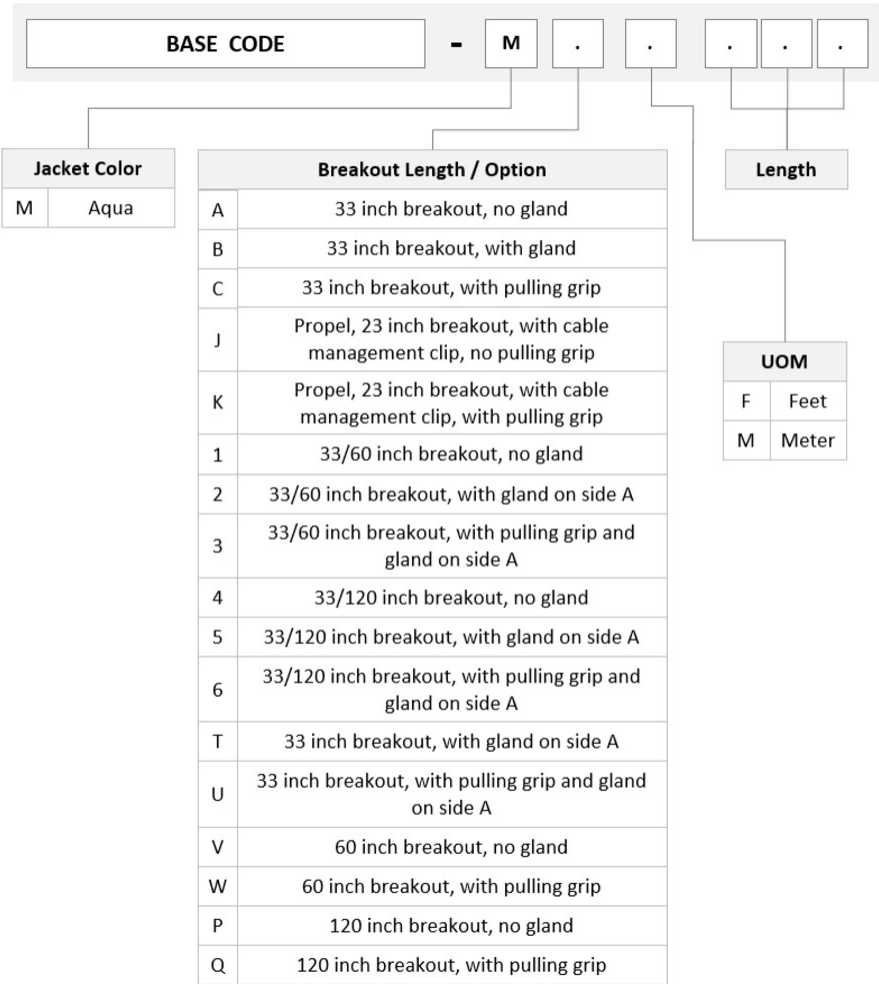 BASE CODE - M . . . . .
Jacket Color
M Aqua
Breakout Length / Option
A 33 inch breakout, no gland
B 33 inch breakout, with gland
C 33 inch breakout, with pulling grip
J Propel, 23 inch breakout, with cable
management clip, no pulling grip
K Propel, 23 inch breakout, with cable
management clip, with pulling grip
1 33/60 inch breakout, no gland
2 33/60 inch breakout, with gland on side A
3 33/60 inch breakout, with pulling grip and
gland on side A
4 33/120 inch breakout, no gland
5 33/120 inch breakout, with gland on side A
6 33/120 inch breakout, with pulling grip and
gland on side A
T 33 inch breakout, with gland on side A
U 33 inch breakout, with pulling grip and gland
on side A
V 60 inch breakout, no gland
W 60 inch breakout, with pulling grip
P 120 inch breakout, no gland
Q 120 inch breakout, with pulling grip
Length
UOM
F Feet
M Meter